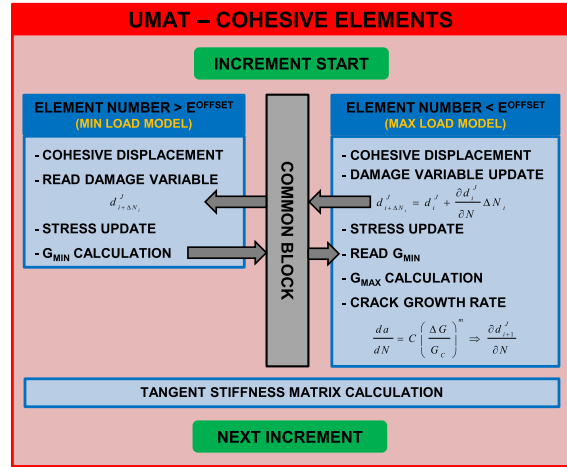 UMAT – COHESIVE ELEMENTS
INCREMENT START
ELEMENT NUMBER > E^OFFSET
(MIN LOAD MODEL)
- COHESIVE DISPLACEMENT
- READ DAMAGE VARIABLE
d^J_{i+ΔN_i}
- STRESS UPDATE
- G_MIN CALCULATION
COMMON BLOCK
ELEMENT NUMBER < E^OFFSET
(MAX LOAD MODEL)
- COHESIVE DISPLACEMENT
- DAMAGE VARIABLE UPDATE
d^J_{i+ΔN_i} = d^J_i + ∂d^J_i/∂N ΔN_i
- STRESS UPDATE
- READ G_MIN
- G_MAX CALCULATION
- CRACK GROWTH RATE
da/dN = C(ΔG/G_C)^m ⇒ ∂d^J_{i+1}/∂N
TANGENT STIFFNESS MATRIX CALCULATION
NEXT INCREMENT